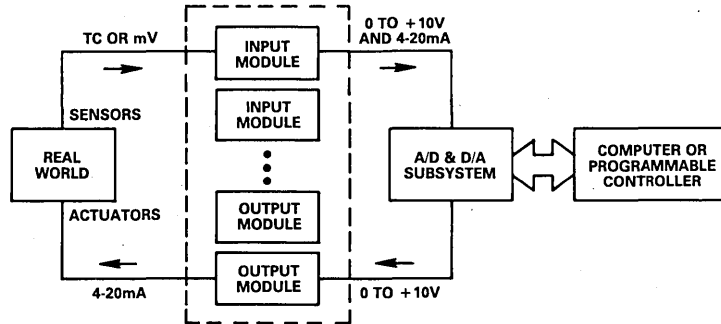 TC OR mV
0 TO +10V
AND 4-20mA
INPUT
MODULE
INPUT
MODULE
SENSORS
REAL
WORLD
A/D & D/A
SUBSYSTEM
COMPUTER OR
PROGRAMMABLE
CONTROLLER
ACTUATORS
OUTPUT
MODULE
OUTPUT
MODULE
4-20mA
0 TO +10V